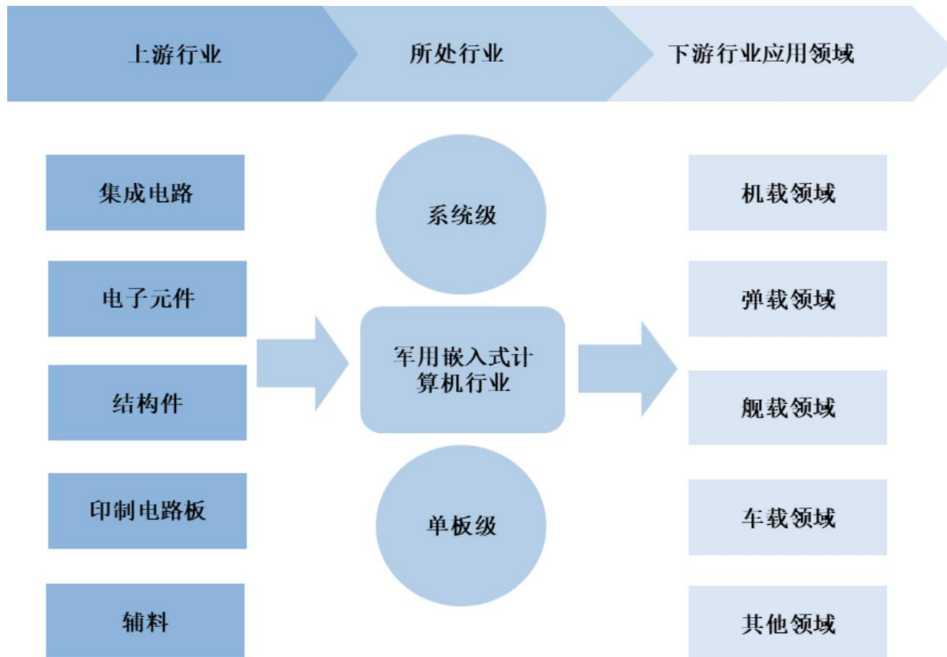 上游行业
所处行业
下游行业应用领域
集成电路
电子元件
结构件
印制电路板
辅料
系统级
军用嵌入式计
算机行业
单板级
机载领域
弹载领域
舰载领域
车载领域
其他领域